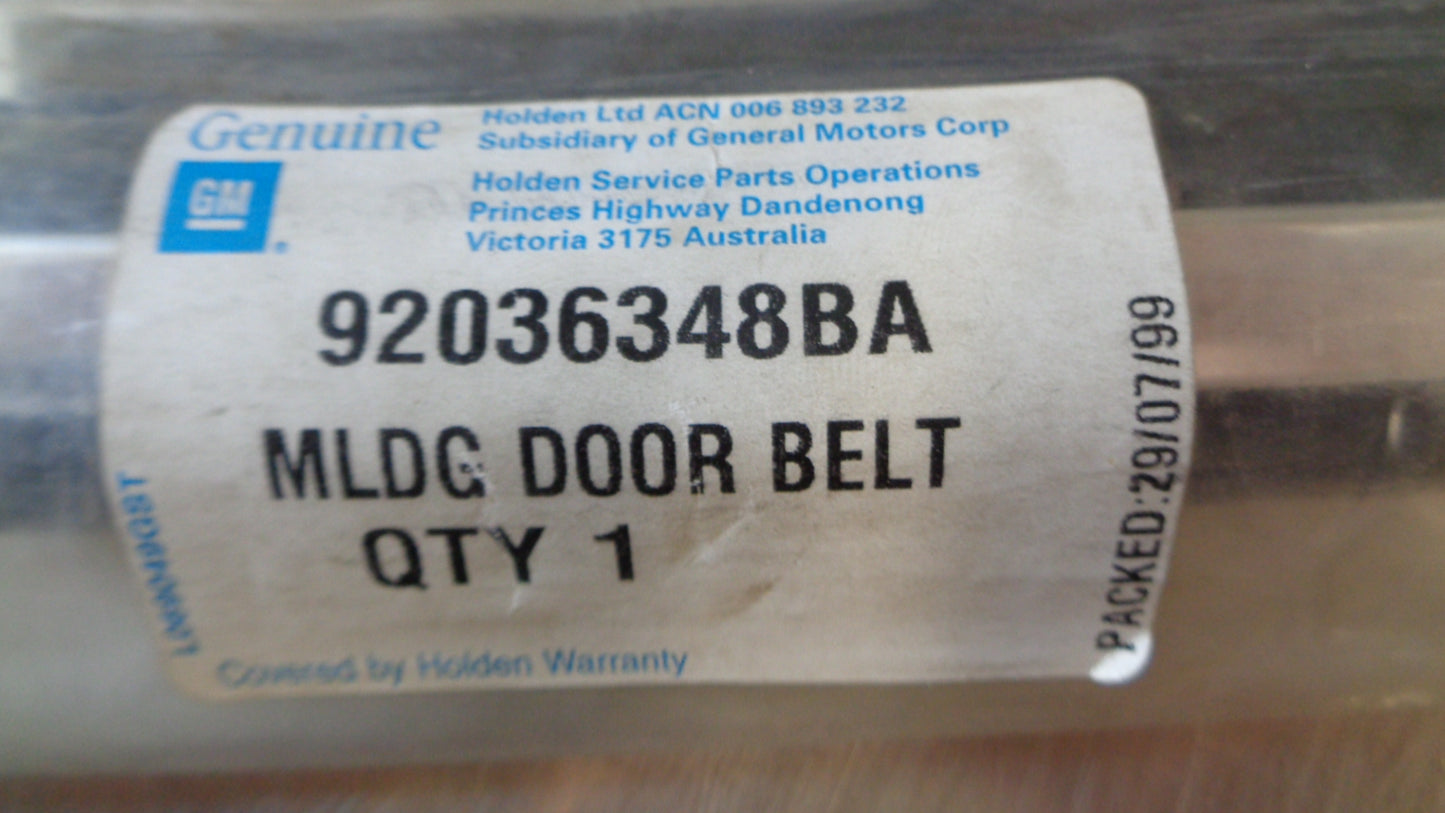 Genuine
GM
Holden Ltd ACN 006 893 232
Subsidiary of General Motors Corp
Holden Service Parts Operations
Princes Highway Dandenong
Victoria 3175 Australia
92036348BA
MLDG DOOR BELT
QTY 1
Covered by Holden Warranty
PACKED:29/07/99